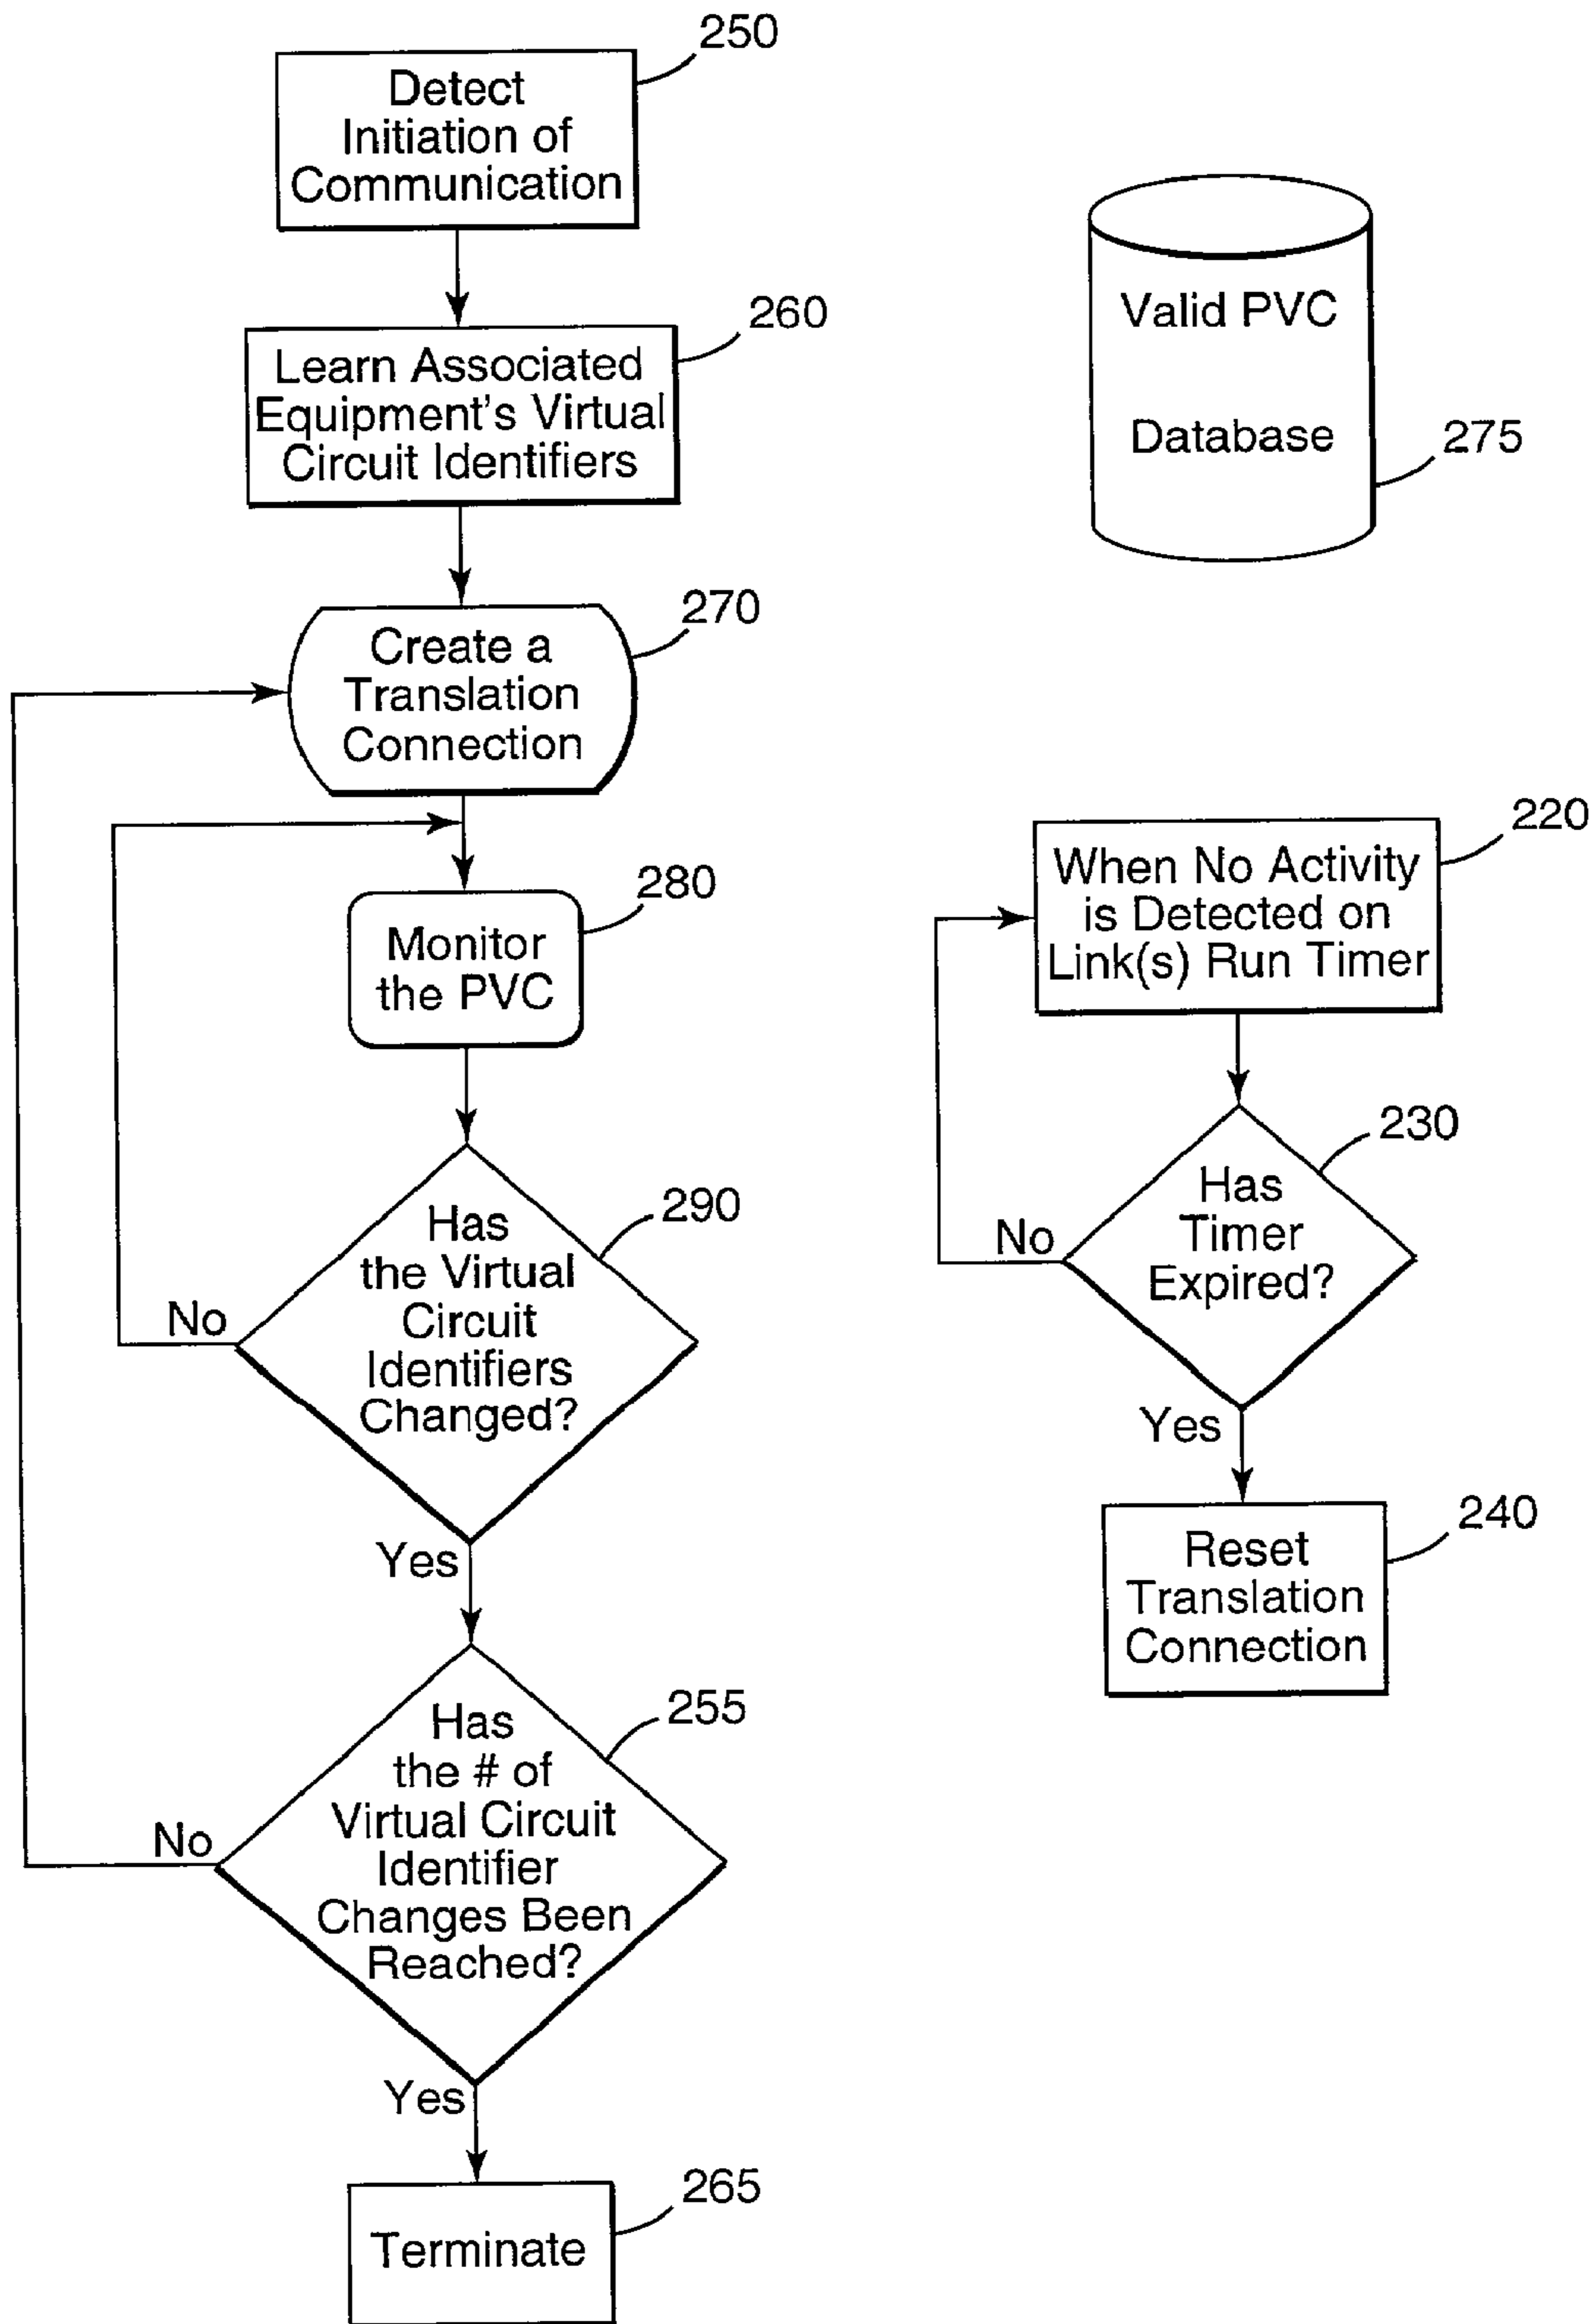 250
Detect
Initiation of
Communication
260
Learn Associated
Equipment's Virtual
Circuit Identifiers
270
Create a
Translation
Connection
280
Monitor
the PVC
290
Has
the Virtual
Circuit
Identifiers
Changed?
No
Yes
255
Has
the # of
Virtual Circuit
Identifier
Changes Been
Reached?
No
Yes
265
Terminate
Valid PVC
Database
275
220
When No Activity
is Detected on
Link(s) Run Timer
230
Has
Timer
Expired?
No
Yes
240
Reset
Translation
Connection